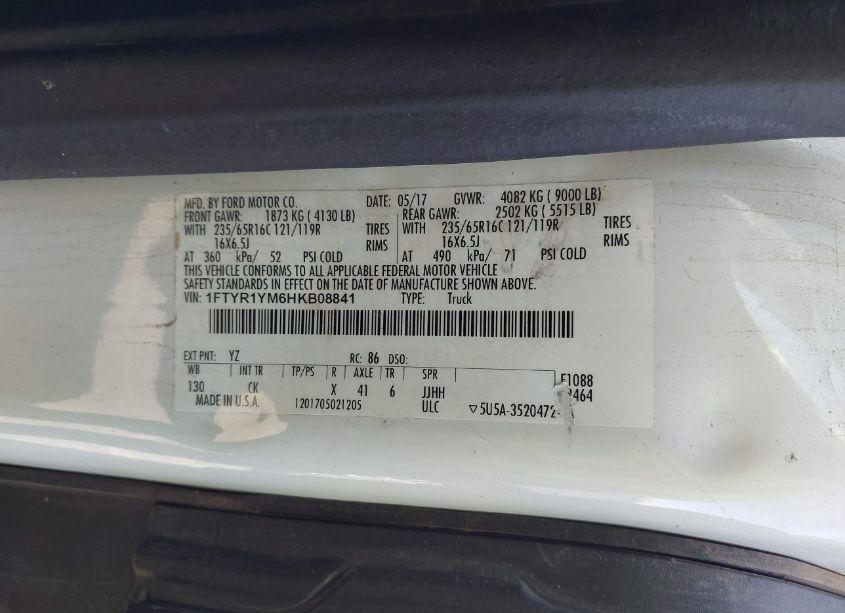 MFD. BY FORD MOTOR CO. DATE: 05/17 GVWR: 4082 KG ( 9000 LB)
FRONT GAWR: 1873 KG ( 4130 LB) REAR GAWR: 2502 KG ( 5515 LB)
WITH 235/65R16C 121/119R TIRES WITH 235/65R16C 121/119R TIRES
16X6.5J RIMS 16X6.5J RIMS
AT 360 kPa/ 52 PSI COLD AT 490 kPa/ 71 PSI COLD
THIS VEHICLE CONFORMS TO ALL APPLICABLE FEDERAL MOTOR VEHICLE
SAFETY STANDARDS IN EFFECT ON THE DATE OF MANUFACTURE SHOWN ABOVE.
VIN: 1FTYR1YM6HKB08841 TYPE: Truck
EXT PNT: YZ RC: 86 DSO:
WB INT TR TP/PS R AXLE TR SPR
130 CK X 41 6 JJHH F1088
MADE IN U.S.A. 1201705021205 ULC ▽5U5A-3520472-